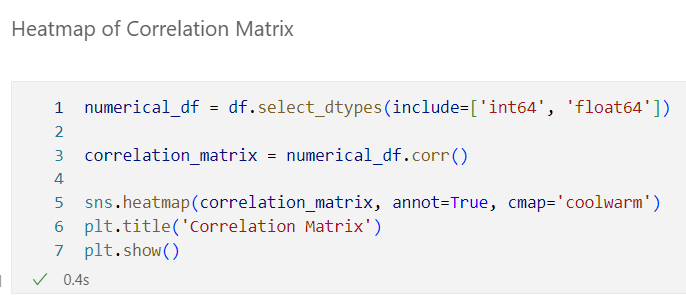 Heatmap of Correlation Matrix
1 numerical_df = df.select_dtypes(include=['int64', 'float64'])
2
3 correlation_matrix = numerical_df.corr()
4
5 sns.heatmap(correlation_matrix, annot=True, cmap='coolwarm')
6 plt.title('Correlation Matrix')
7 plt.show()
✓ 0.4s